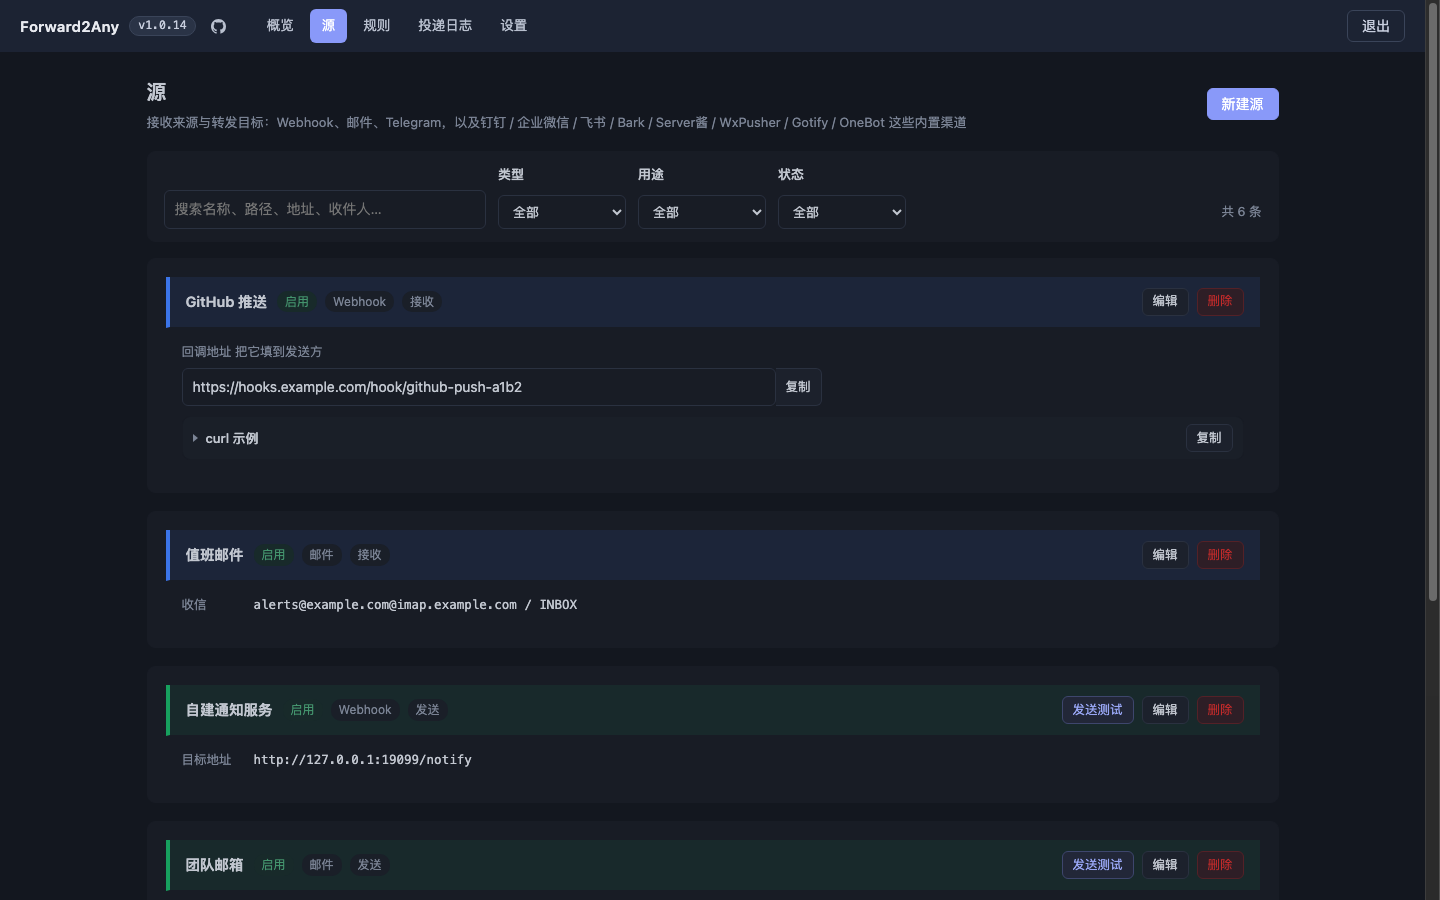 Forward2Any v1.0.14 概览 源 规则 投递日志 设置 退出
源
新建源
接收来源与转发目标：Webhook、邮件、Telegram，以及钉钉 / 企业微信 / 飞书 / Bark / Server酱 / WxPusher / Gotify / OneBot 这些内置渠道
类型 用途 状态
搜索名称、路径、地址、收件人... 全部 全部 全部 共 6 条
GitHub 推送 启用 Webhook 接收 编辑 删除
回调地址 把它填到发送方
https://hooks.example.com/hook/github-push-a1b2 复制
curl 示例 复制
值班邮件 启用 邮件 接收 编辑 删除
收信 alerts@example.com@imap.example.com / INBOX
自建通知服务 启用 Webhook 发送 发送测试 编辑 删除
目标地址 http://127.0.0.1:19099/notify
团队邮箱 启用 邮件 发送 发送测试 编辑 删除